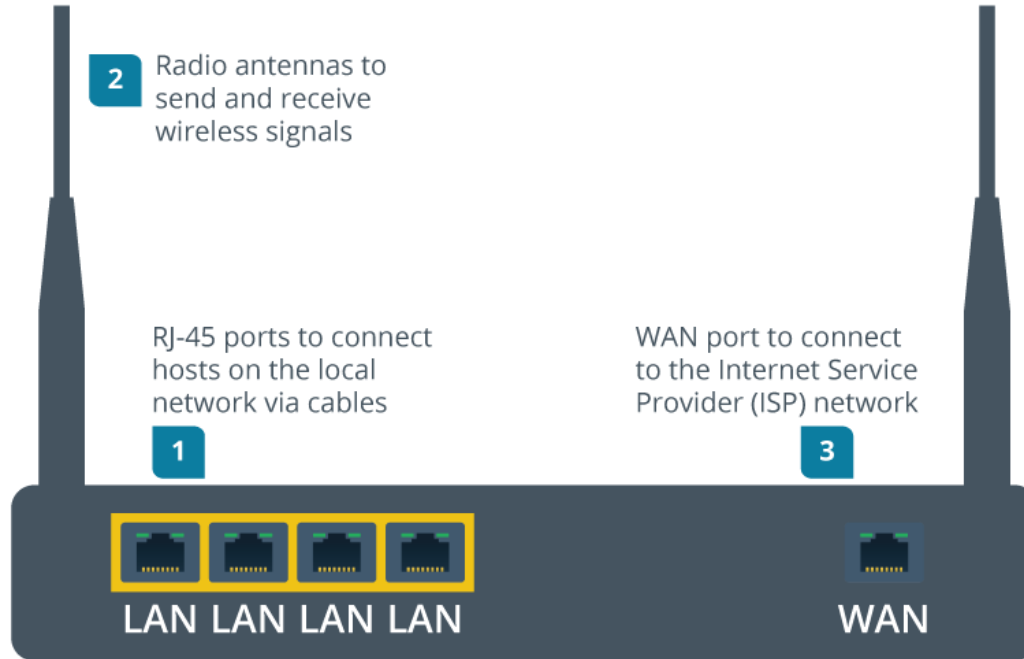 2
Radio antennas to
send and receive
wireless signals
RJ-45 ports to connect
hosts on the local
network via cables
1
WAN port to connect
to the Internet Service
Provider (ISP) network
3
LAN LAN LAN LAN
WAN